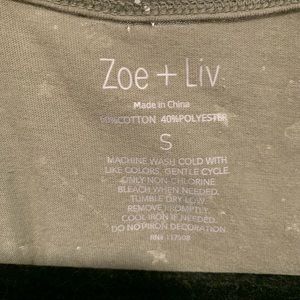 Zoe + Liv
Made in China
60%COTTON 40%POLYESTER
S
MACHINE WASH COLD WITH
LIKE COLORS, GENTLE CYCLE.
ONLY NON-CHLORINE
BLEACH WHEN NEEDED.
TUMBLE DRY LOW.
REMOVE PROMPTLY.
COOL IRON IF NEEDED.
DO NOT IRON DECORATION
RN#